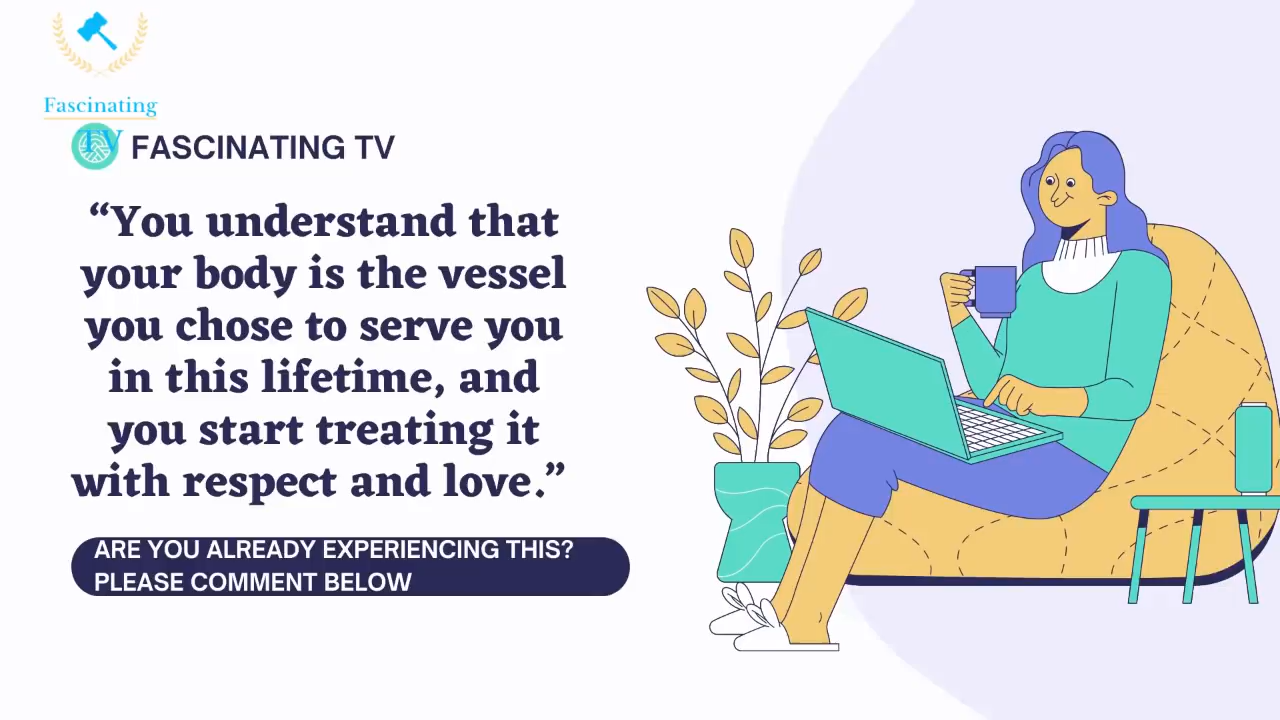 Fascinating
TV
FASCINATING TV
“You understand that
your body is the vessel
you chose to serve you
in this lifetime, and
you start treating it
with respect and love.”
ARE YOU ALREADY EXPERIENCING THIS?
PLEASE COMMENT BELOW